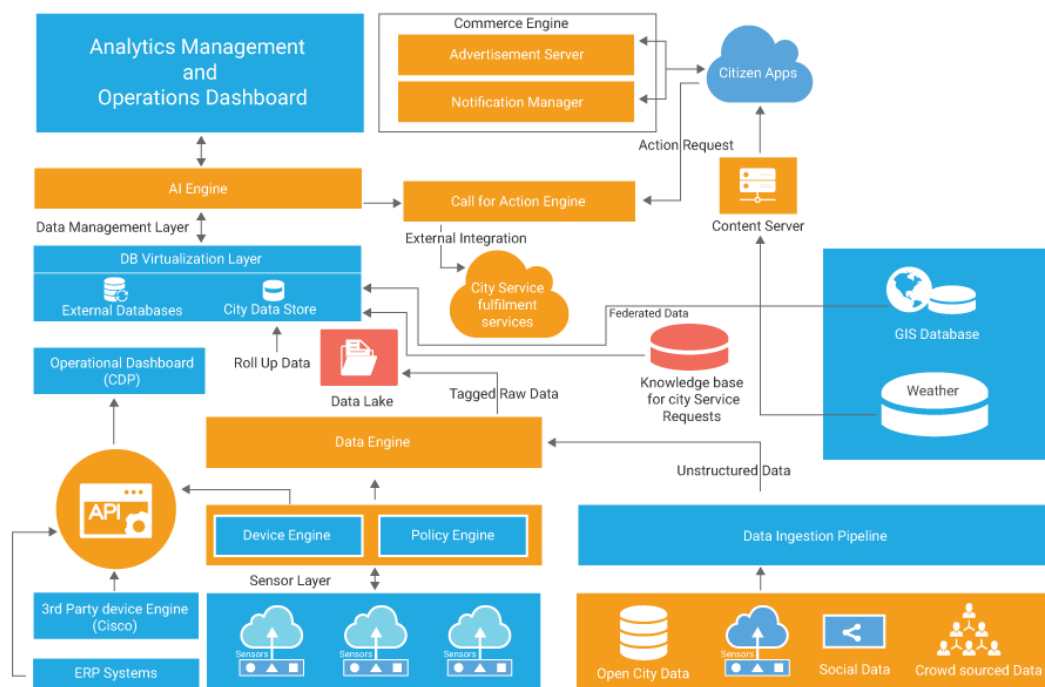 Analytics Management
and
Operations Dashboard
Commerce Engine
Advertisement Server
Notification Manager
Citizen Apps
Action Request
AI Engine
Call for Action Engine
Content Server
Data Management Layer
External Integration
DB Virtualization Layer
External Databases
City Data Store
City Service
fulfilment
services
Federated Data
GIS Database
Roll Up Data
Operational Dashboard
(CDP)
Data Lake
Tagged Raw Data
Knowledge base
for city Service
Requests
Weather
Data Engine
Unstructured Data
API
Device Engine
Policy Engine
Data Ingestion Pipeline
Sensor Layer
3rd Party device Engine
(Cisco)
ERP Systems
Sensors
Sensors
Sensors
Open City Data
Sensors
Social Data
Crowd sourced Data